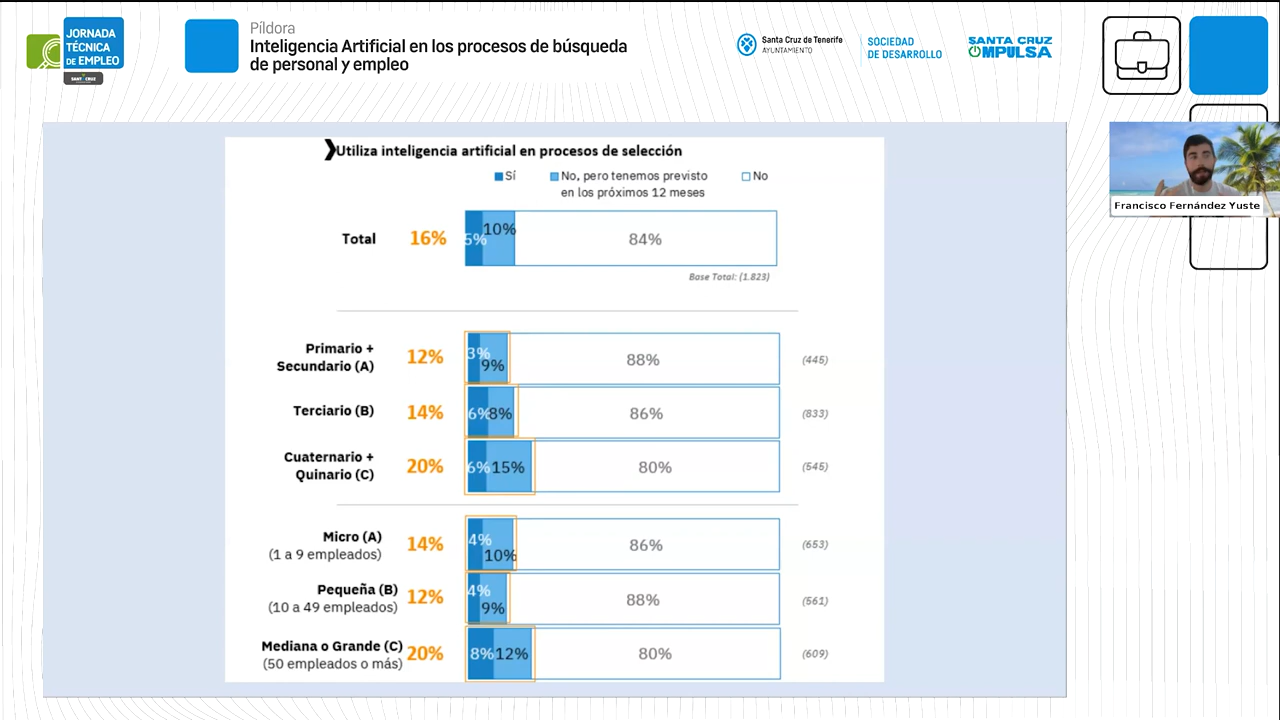 JORNADA
TÉCNICA
DE EMPLEO
Píldora
Inteligencia Artificial en los procesos de búsqueda
de personal y empleo
Santa Cruz de Tenerife
AYUNTAMIENTO
SOCIEDAD
DE DESARROLLO
SANTA CRUZ
IMPULSA
Francisco Fernández Yuste
Utiliza inteligencia artificial en procesos de selección
Sí No, pero tenemos previsto No
en los próximos 12 meses
Total 16% 5% 10% 84%
Base Total: (1.823)
Primario +
Secundario (A) 12% 3% 9% 88% (445)
Terciario (B) 14% 6% 8% 86% (833)
Cuaternario +
Quinario (C) 20% 6% 15% 80% (545)
Micro (A)
(1 a 9 empleados) 14% 4% 10% 86% (653)
Pequeña (B)
(10 a 49 empleados) 12% 4% 9% 88% (561)
Mediana o Grande (C)
(50 empleados o más) 20% 8% 12% 80% (609)